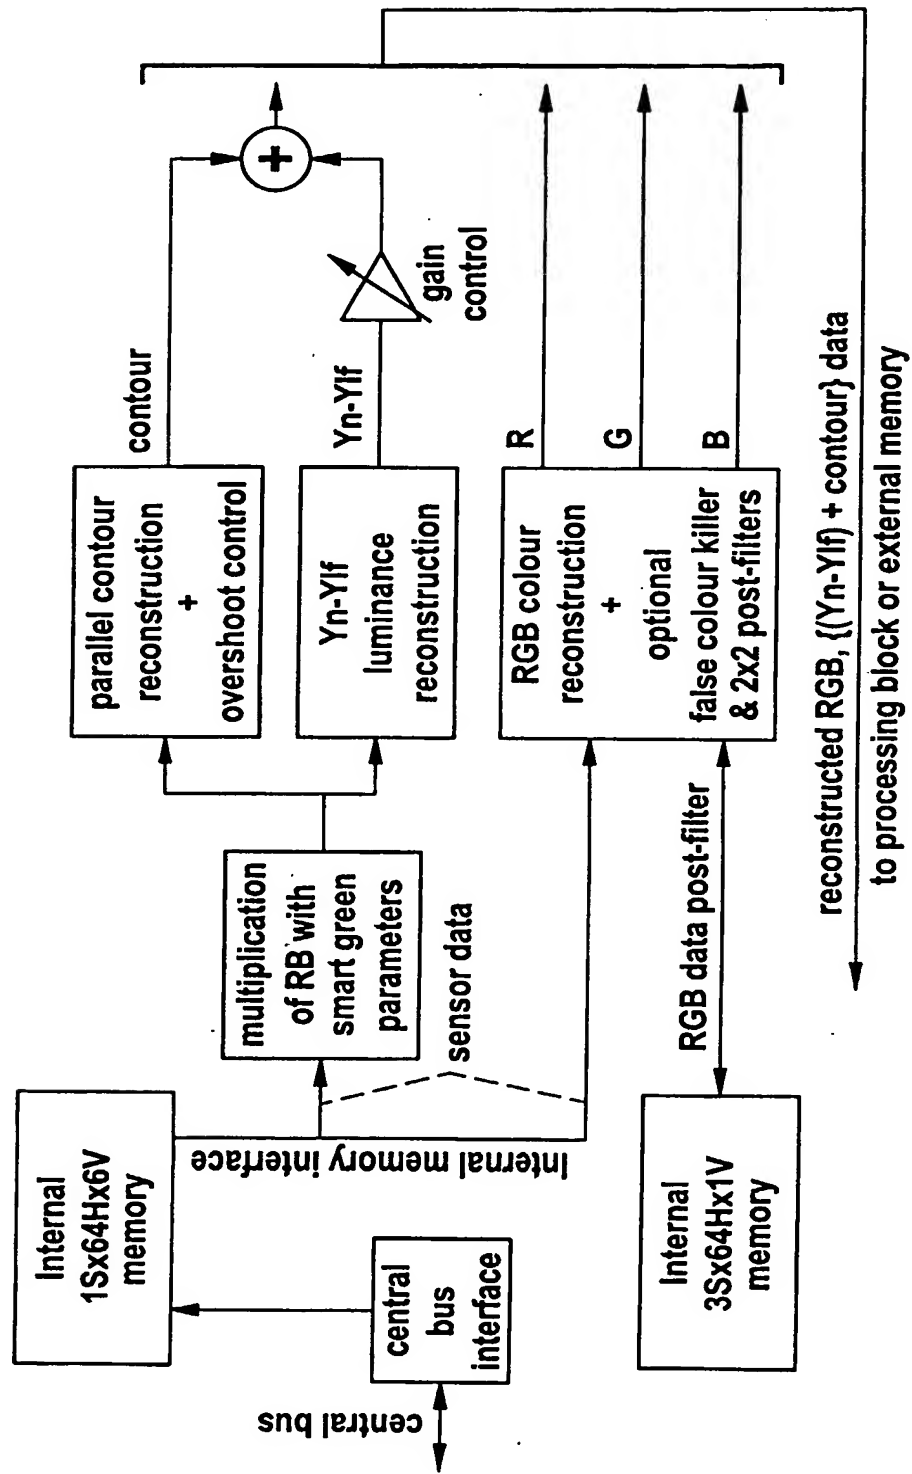 central bus
central
bus
interface
Internal
1Sx64Hx6V
memory
Internal memory interface
Internal
3Sx64Hx1V
memory
multiplication
of RB with
smart green
parameters
sensor data
RGB data post-filter
parallel contour
reconstruction
+
overshoot control
Yn-Ylf
luminance
reconstruction
RGB colour
reconstruction
+
optional
false colour killer
& 2x2 post-filters
contour
Yn-Ylf
gain
control
+
R
G
B
reconstructed RGB, {(Yn-Ylf) + contour} data
to processing block or external memory